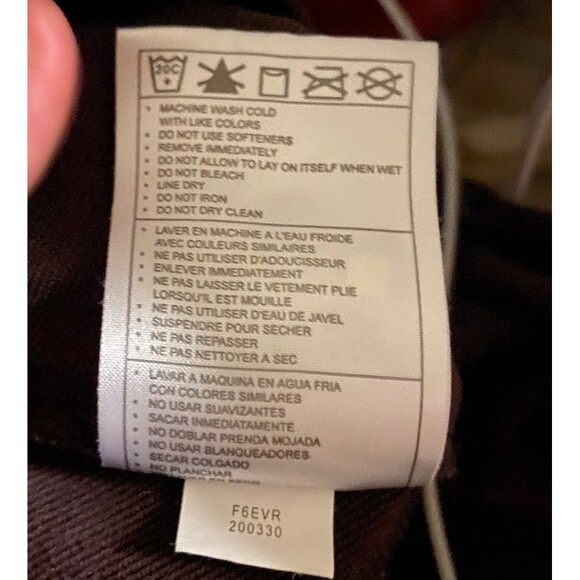 20C
• MACHINE WASH COLD
WITH LIKE COLORS
• DO NOT USE SOFTENERS
• REMOVE IMMEDIATELY
• DO NOT ALLOW TO LAY ON ITSELF WHEN WET
• DO NOT BLEACH
• LINE DRY
• DO NOT IRON
• DO NOT DRY CLEAN
• LAVER EN MACHINE A L'EAU FROIDE
AVEC COULEURS SIMILAIRES
• NE PAS UTILISER D'ADOUCISSEUR
• ENLEVER IMMEDIATEMENT
• NE PAS LAISSER LE VETEMENT PLIE
LORSQU'IL EST MOUILLE
• NE PAS UTILISER D'EAU DE JAVEL
• SUSPENDRE POUR SECHER
• NE PAS REPASSER
• NE PAS NETTOYER A SEC
• LAVAR A MAQUINA EN AGUA FRIA
CON COLORES SIMILARES
• NO USAR SUAVIZANTES
• SACAR IMMEDIATAMENTE
• NO DOBLAR PRENDA MOJADA
• NO USAR BLANQUEADORES
• SECAR COLGADO
• NO PLANCHAR
F6EVR
200330